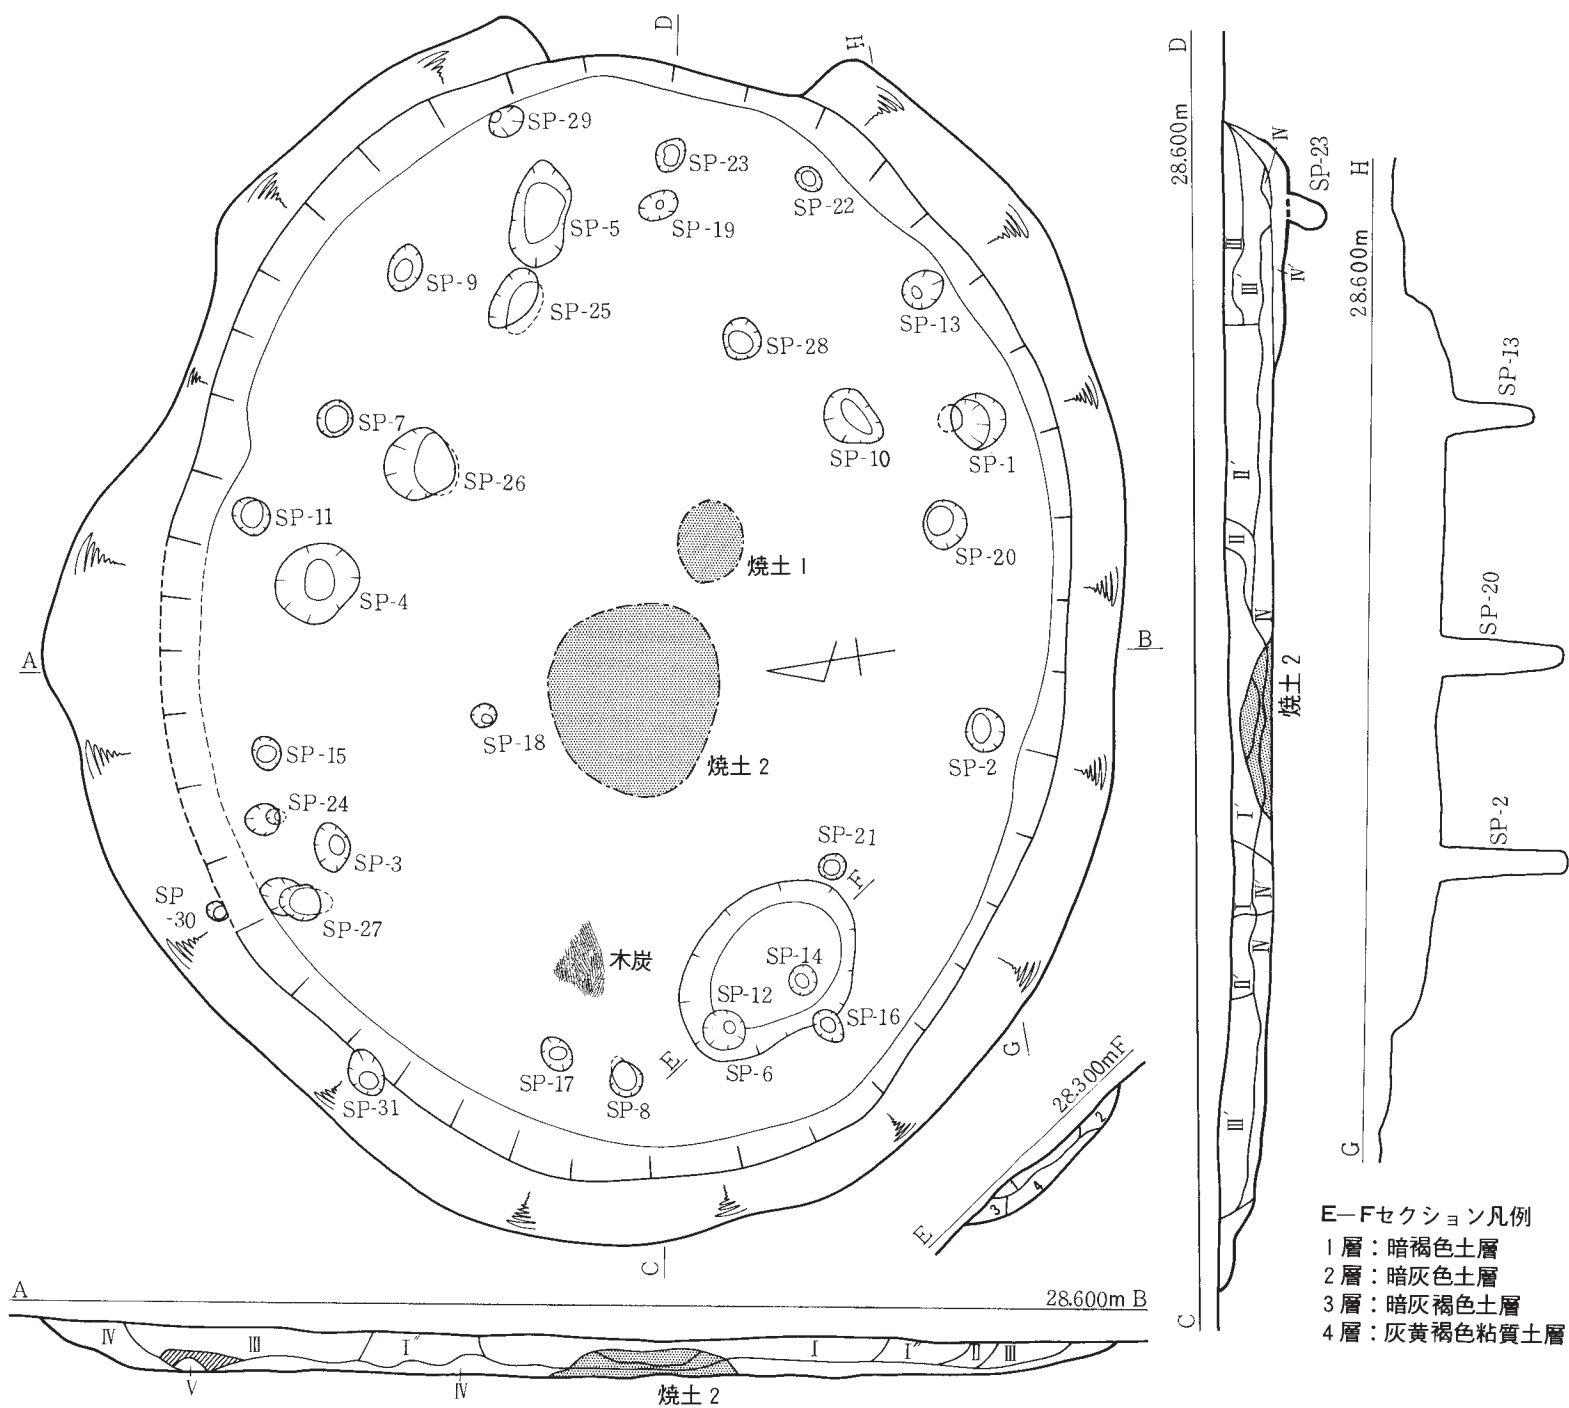 D
H
SP-29
SP-23
SP-22
SP-5
SP-19
SP-9
SP-25
SP-13
SP-28
SP-7
SP-26
SP-10
SP-1
SP-11
SP-20
焼土1
SP-4
A
B
SP-18
焼土2
SP-2
SP-15
SP-24
SP-3
SP-21
F
SP
-30
SP-27
木炭
SP-14
SP-12
SP-16
SP-6
E
G
SP-17
SP-8
SP-31
C
D
28.600m
Ⅳ
SP-23
Ⅲ
Ⅲ′
Ⅳ′
Ⅱ′
Ⅱ
Ⅳ
焼土2
Ⅰ′
Ⅰ
Ⅳ′
Ⅳ
Ⅱ′
Ⅲ′
C
H
28.600m
SP-13
SP-20
SP-2
G
28.300mF
E
1
2
3
4
E－Fセクション凡例
1層：暗褐色土層
2層：暗灰色土層
3層：暗灰褐色土層
4層：灰黄褐色粘質土層
A
28.600m B
Ⅳ
Ⅲ
Ⅰ″
Ⅰ
Ⅰ″
Ⅱ
Ⅲ
Ⅴ
Ⅳ
焼土2